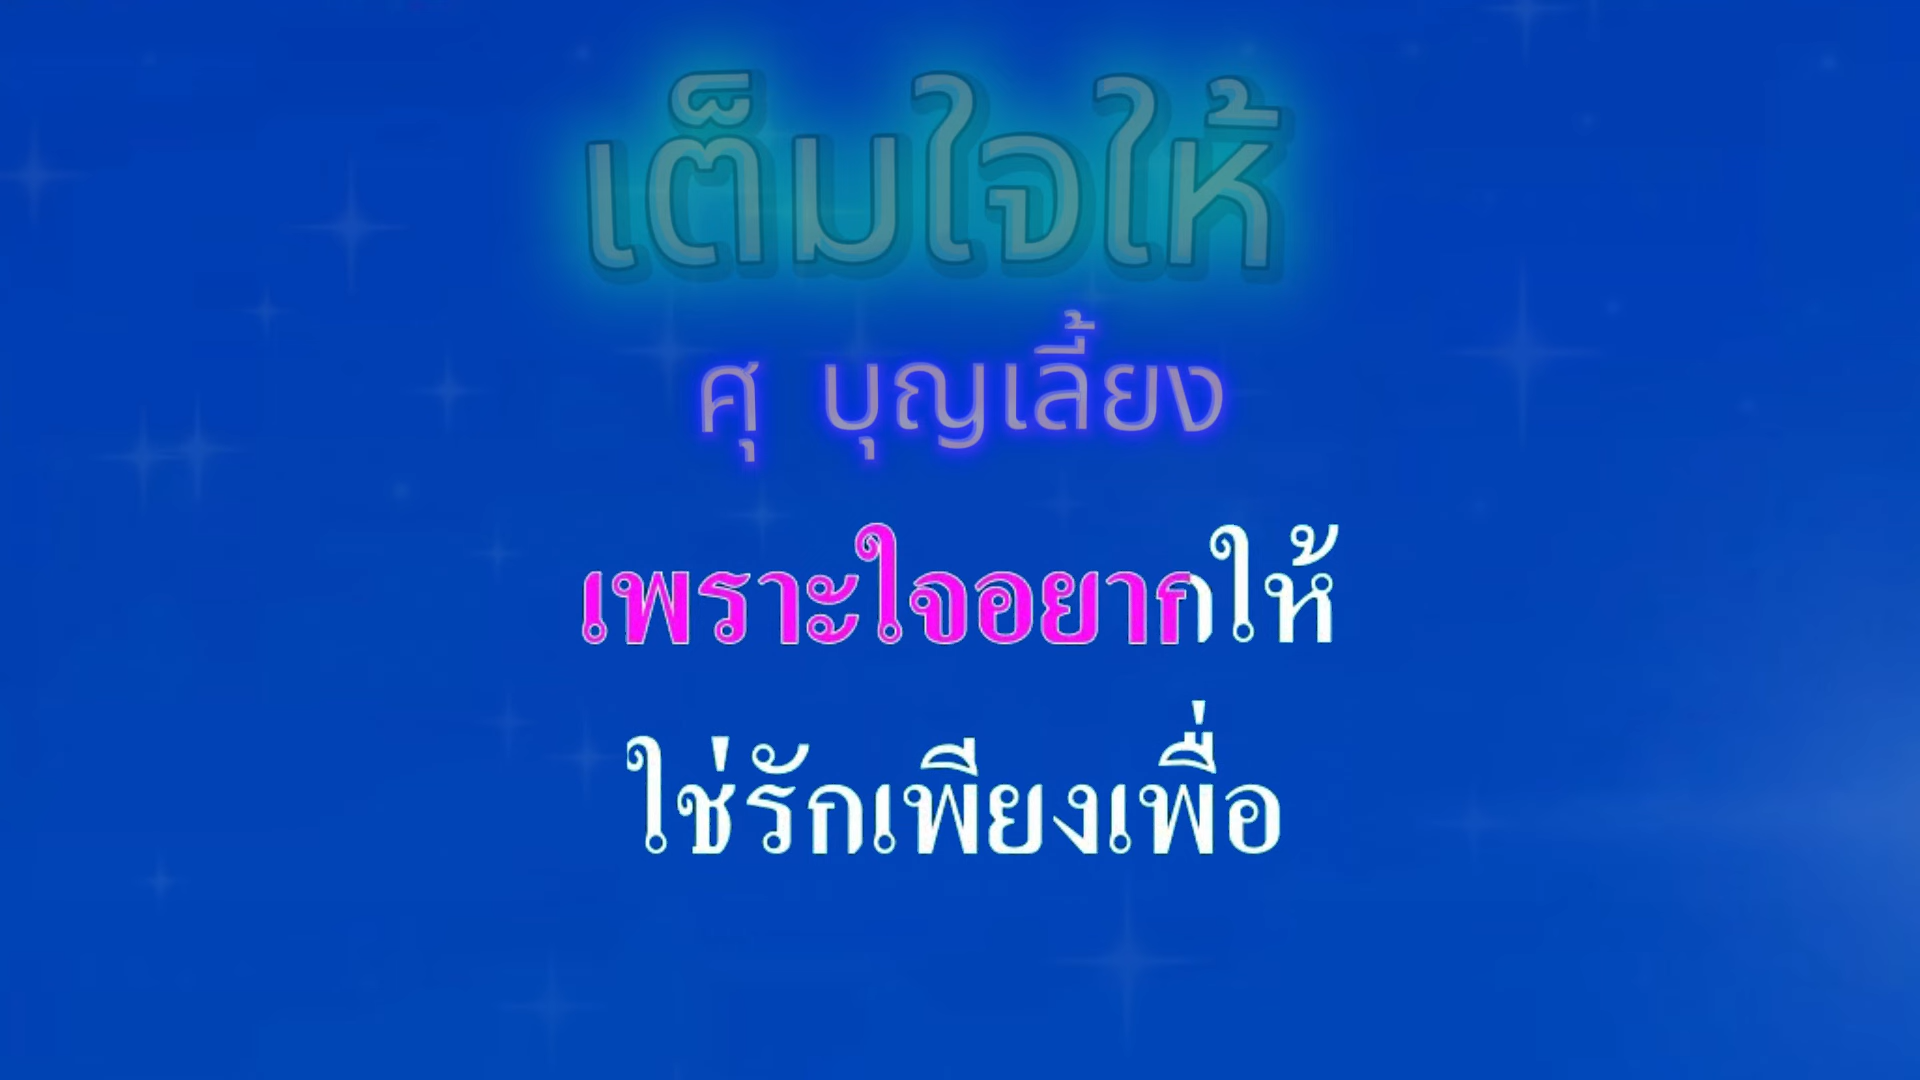 เต็มใจให้
ศุ บุญเลี้ยง
เพราะใจอยากให้
ใช่รักเพียงเพื่อ